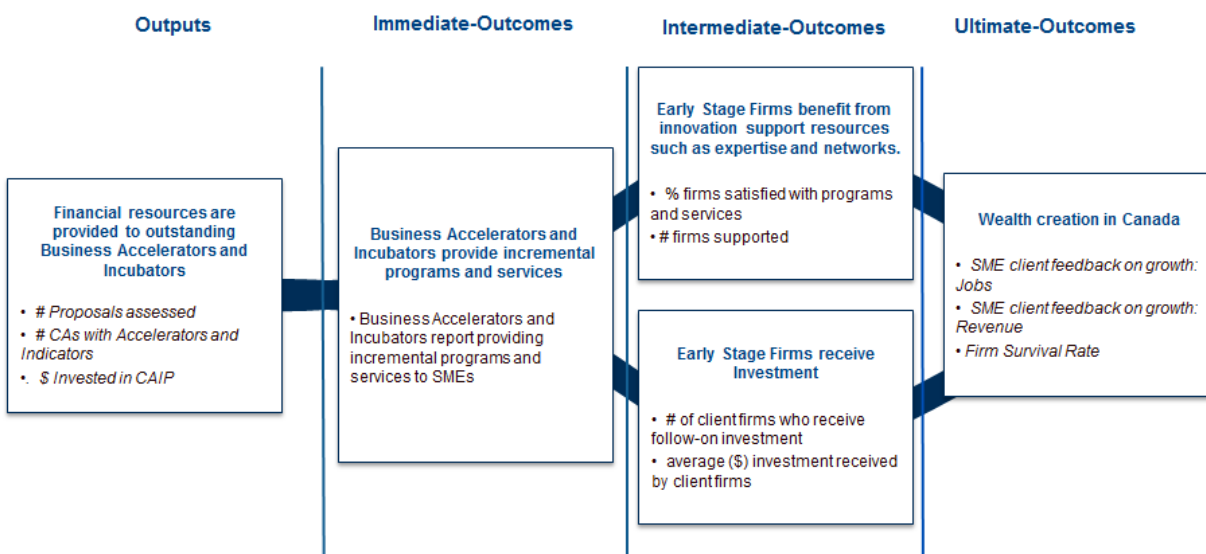 Outputs
Immediate-Outcomes
Intermediate-Outcomes
Ultimate-Outcomes
Financial resources are
provided to outstanding
Business Accelerators and
Incubators
• # Proposals assessed
• # CAs with Accelerators and
Indicators
•. $ Invested in CAIP
Business Accelerators and
Incubators provide incremental
programs and services
• Business Accelerators and
Incubators report providing
incremental programs and
services to SMEs
Early Stage Firms benefit from
innovation support resources
such as expertise and networks.
• % firms satisfied with programs
and services
• # firms supported
Early Stage Firms receive
Investment
• # of client firms who receive
follow-on investment
• average ($) investment received
by client firms
Wealth creation in Canada
• SME client feedback on growth:
Jobs
• SME client feedback on growth:
Revenue
• Firm Survival Rate